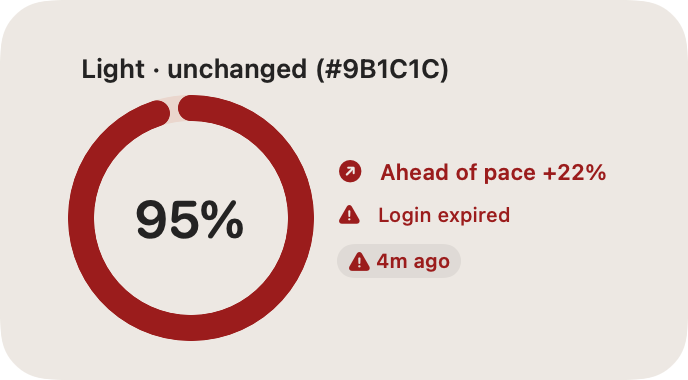 Light · unchanged (#9B1C1C)
95%
Ahead of pace +22%
Login expired
4m ago